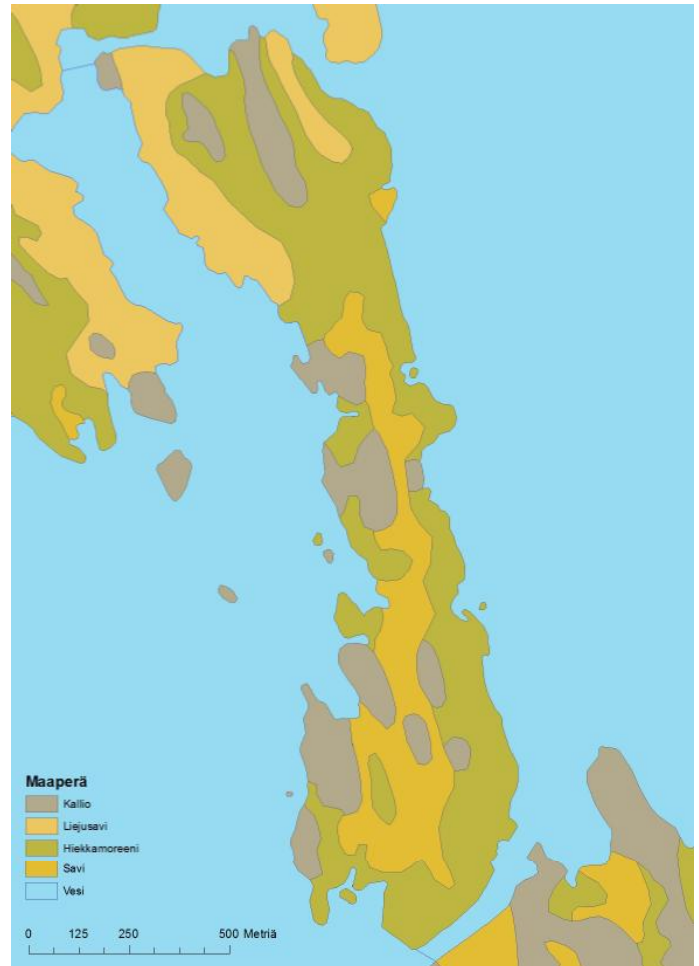 Maaperä
Kallio
Liejusavi
Hiekkamoreeni
Savi
Vesi
0 125 250 500 Metriä